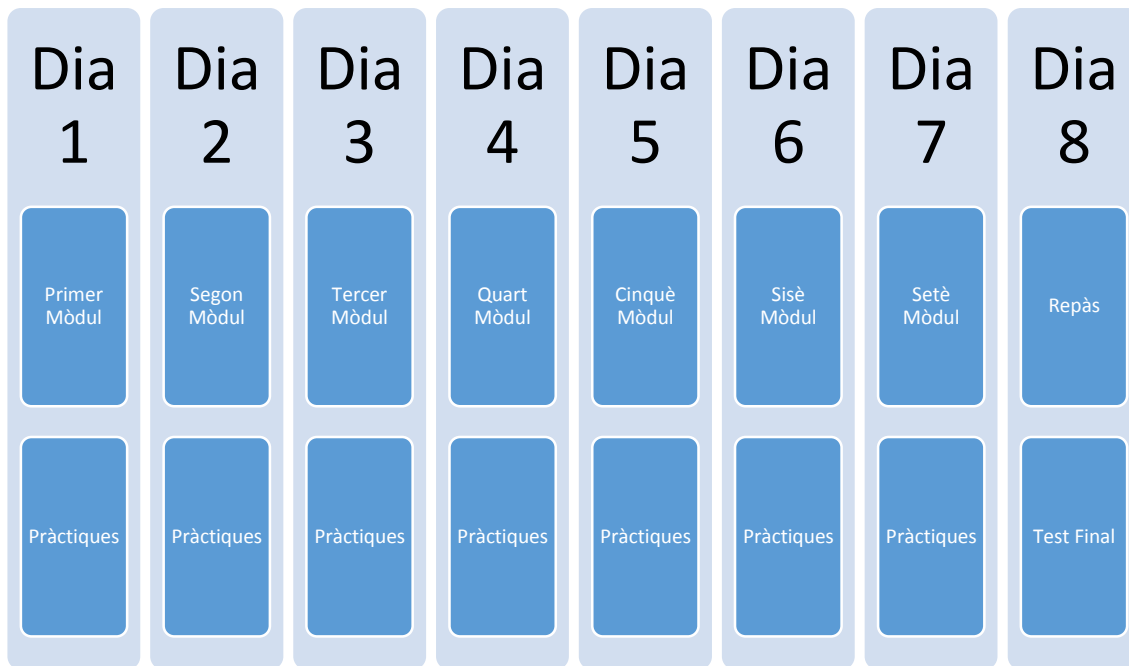 Dia
1
Primer
Mòdul
Pràctiques
Dia
2
Segon
Mòdul
Pràctiques
Dia
3
Tercer
Mòdul
Pràctiques
Dia
4
Quart
Mòdul
Pràctiques
Dia
5
Cinquè
Mòdul
Pràctiques
Dia
6
Sisè
Mòdul
Pràctiques
Dia
7
Setè
Mòdul
Pràctiques
Dia
8
Repàs
Test Final